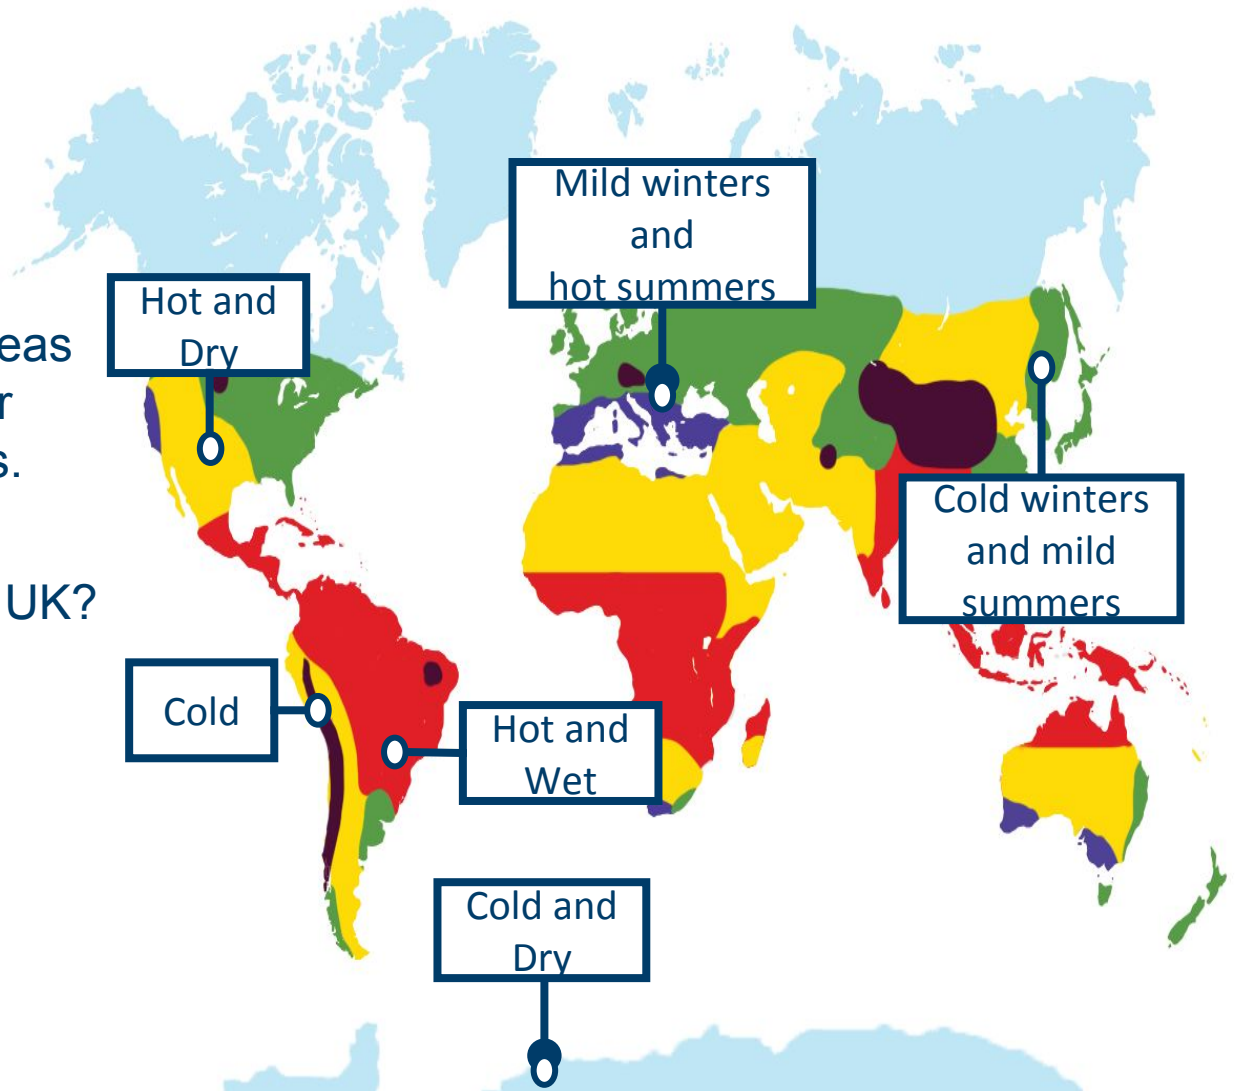 Mild winters
and
hot summers
Hot and
Dry
eas
r
s.
UK?
Cold winters
and mild
summers
Cold
Hot and
Wet
Cold and
Dry